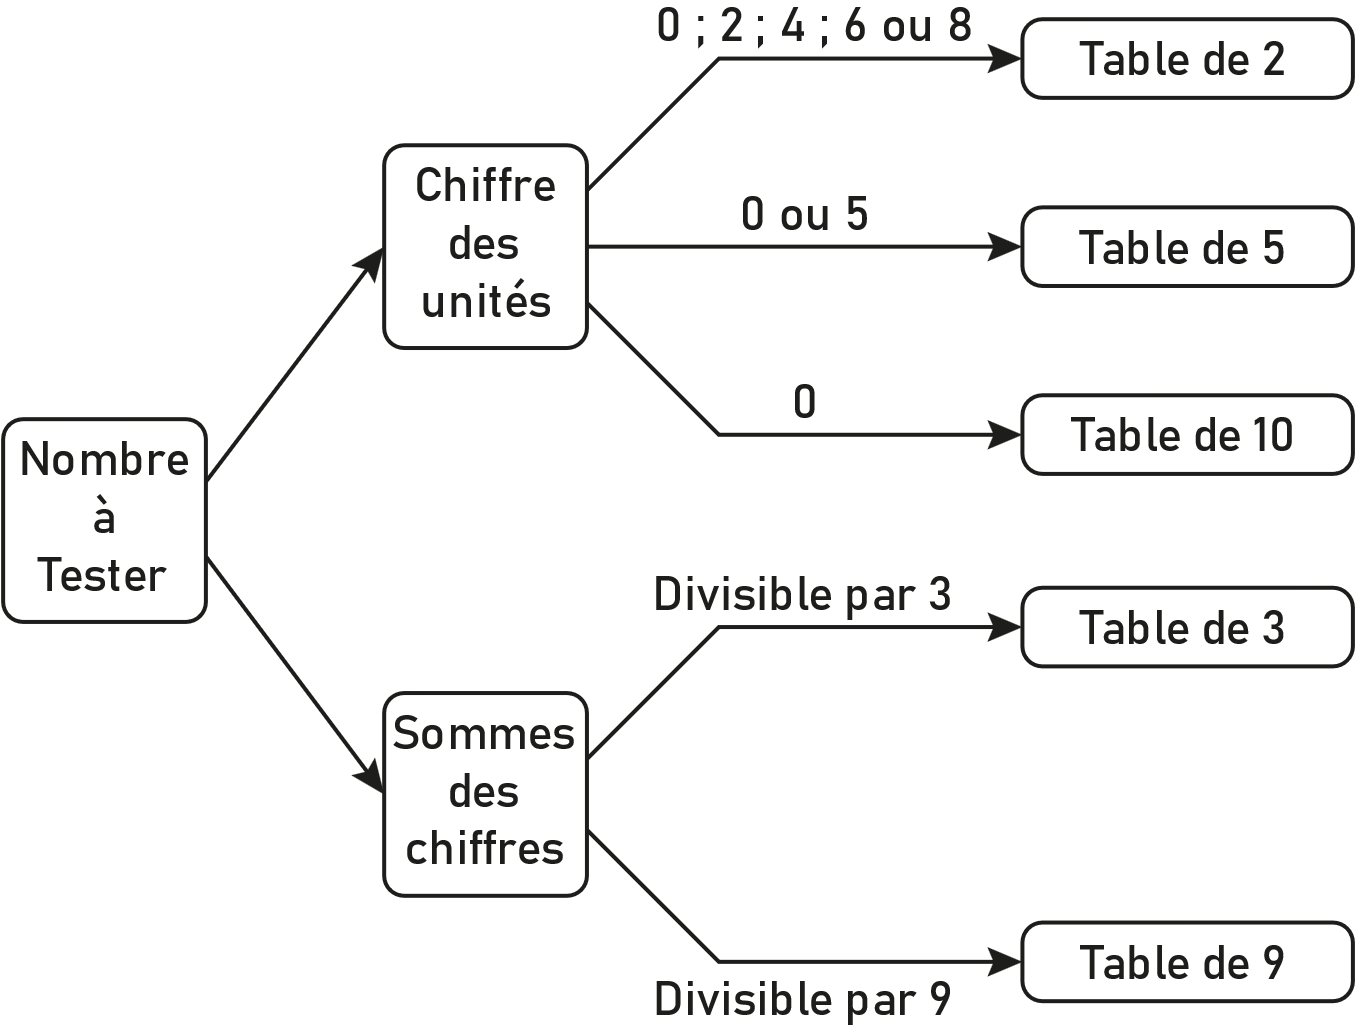 0 ; 2 ; 4 ; 6 ou 8
Table de 2
Chiffre
des
unités
0 ou 5
Table de 5
0
Table de 10
Nombre
à
Tester
Divisible par 3
Table de 3
Sommes
des
chiffres
Table de 9
Divisible par 9